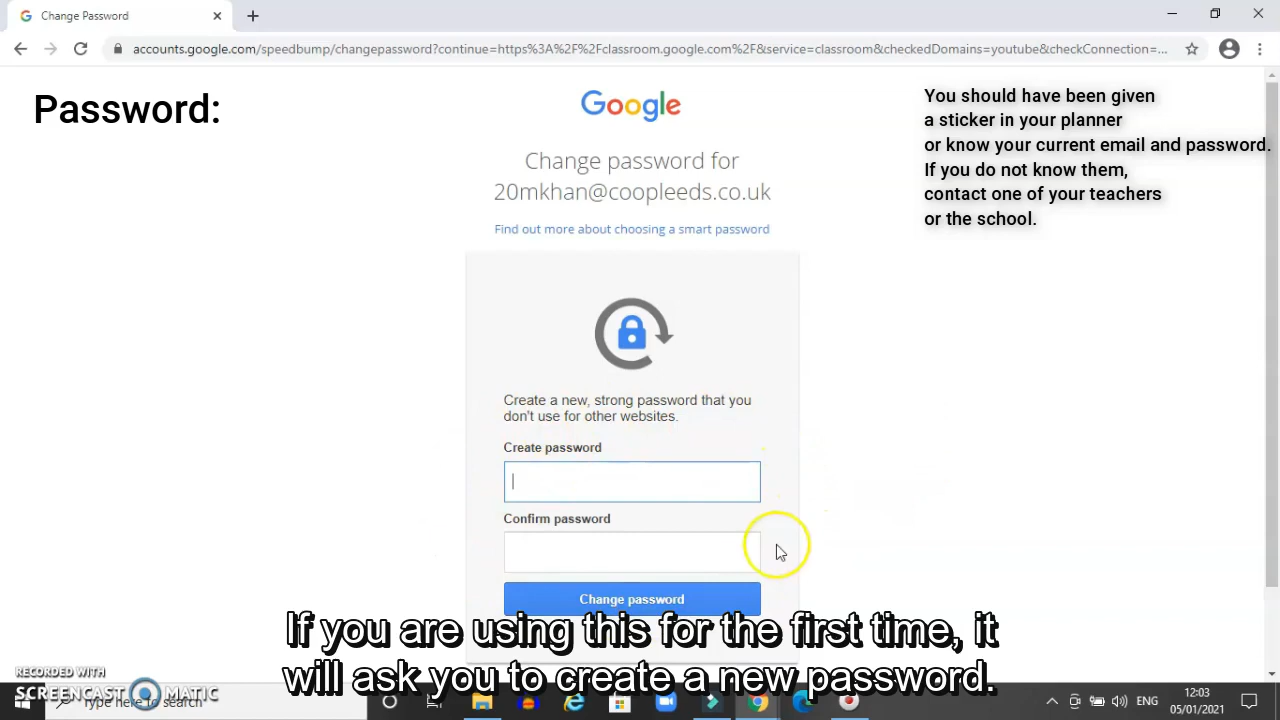 Change Password
accounts.google.com/speedbump/changepassword?continue=https%3A%2F%2Fclassroom.google.com%2F&service=classroom&checkedDomains=youtube&checkConnection=...
Password:
Google
Change password for
20mkhan@coopleeds.co.uk
Find out more about choosing a smart password
You should have been given
a sticker in your planner
or know your current email and password.
If you do not know them,
contact one of your teachers
or the school.
Create a new, strong password that you
don't use for other websites.
Create password
Confirm password
Change password
If you are using this for the first time, it
will ask you to create a new password.
RECORDED WITH
SCREENCAST MATIC
Type here to search
ENG
12:03
05/01/2021